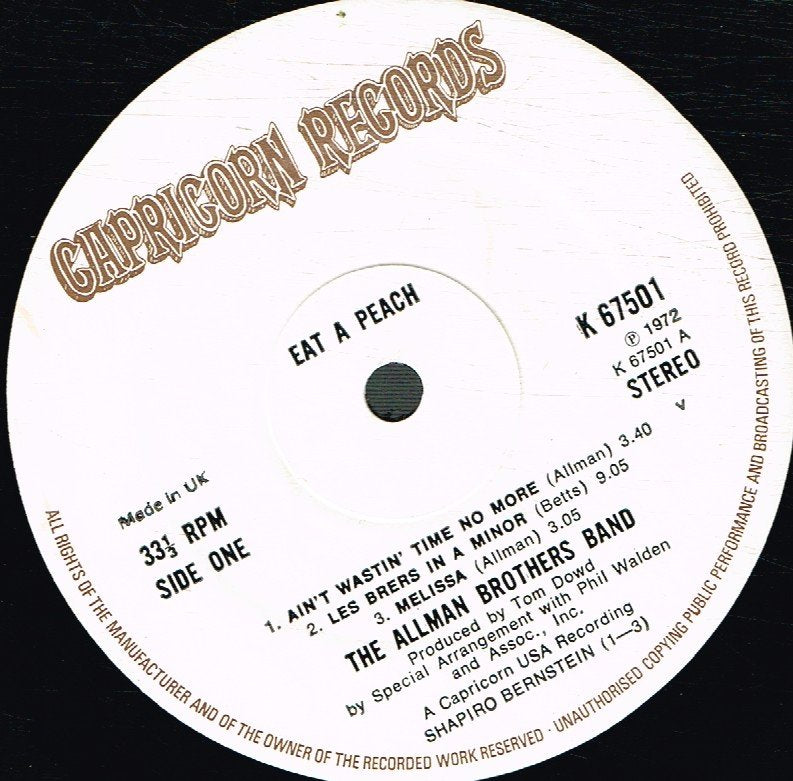 CAPRICORN RECORDS
EAT A PEACH
K 67501
℗ 1972
K 67501 A
STEREO
V
Made in UK
33⅓ RPM
SIDE ONE
1. AIN'T WASTIN' TIME NO MORE (Allman) 3.40
2. LES BRERS IN A MINOR (Betts) 9.05
3. MELISSA (Allman) 3.05
THE ALLMAN BROTHERS BAND
Produced by Tom Dowd
by Special Arrangement with Phil Walden
and Assoc., Inc.
A Capricorn USA Recording
SHAPIRO BERNSTEIN (1—3)
ALL RIGHTS OF THE MANUFACTURER AND OF THE OWNER OF THE RECORDED WORK RESERVED · UNAUTHORISED COPYING PUBLIC PERFORMANCE AND BROADCASTING OF THIS RECORD PROHIBITED